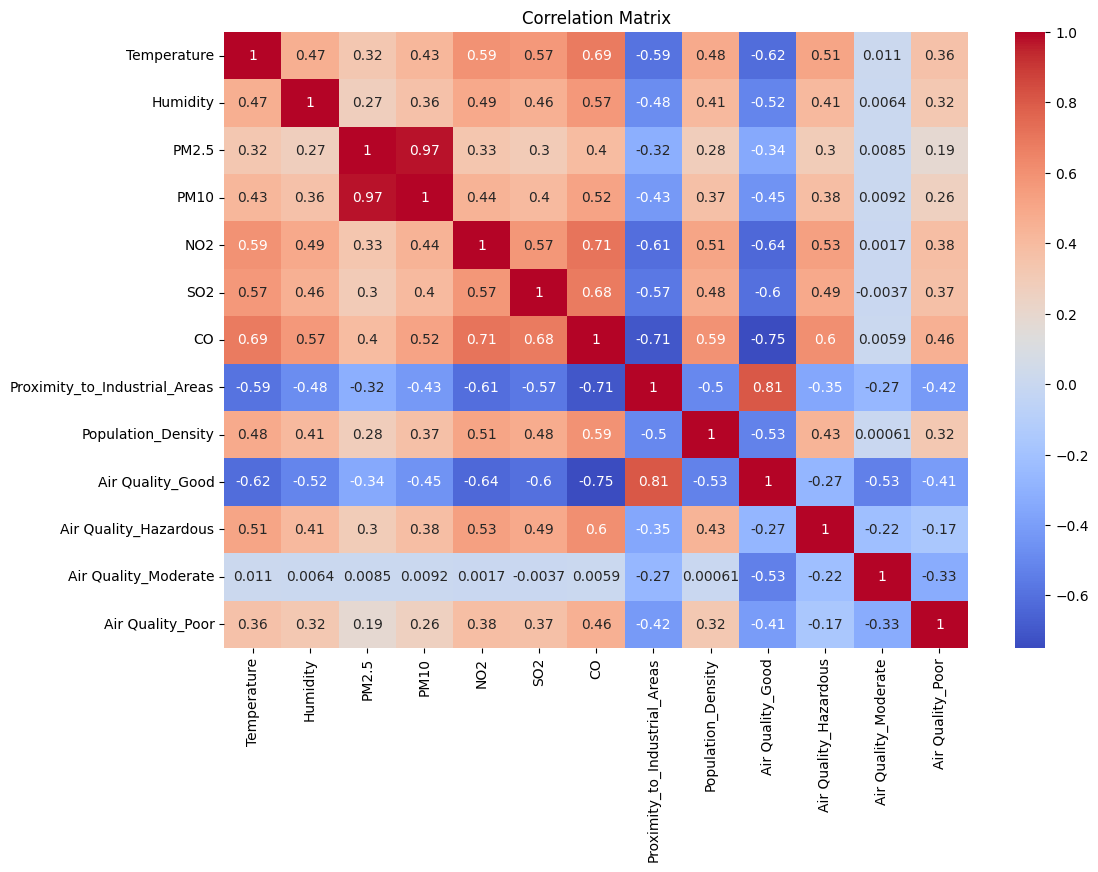 Correlation Matrix
Temperature 1 0.47 0.32 0.43 0.59 0.57 0.69 -0.59 0.48 -0.62 0.51 0.011 0.36
Humidity 0.47 1 0.27 0.36 0.49 0.46 0.57 -0.48 0.41 -0.52 0.41 0.0064 0.32
PM2.5 0.32 0.27 1 0.97 0.33 0.3 0.4 -0.32 0.28 -0.34 0.3 0.0085 0.19
PM10 0.43 0.36 0.97 1 0.44 0.4 0.52 -0.43 0.37 -0.45 0.38 0.0092 0.26
NO2 0.59 0.49 0.33 0.44 1 0.57 0.71 -0.61 0.51 -0.64 0.53 0.0017 0.38
SO2 0.57 0.46 0.3 0.4 0.57 1 0.68 -0.57 0.48 -0.6 0.49 -0.0037 0.37
CO 0.69 0.57 0.4 0.52 0.71 0.68 1 -0.71 0.59 -0.75 0.6 0.0059 0.46
Proximity_to_Industrial_Areas -0.59 -0.48 -0.32 -0.43 -0.61 -0.57 -0.71 1 -0.5 0.81 -0.35 -0.27 -0.42
Population_Density 0.48 0.41 0.28 0.37 0.51 0.48 0.59 -0.5 1 -0.53 0.43 0.00061 0.32
Air Quality_Good -0.62 -0.52 -0.34 -0.45 -0.64 -0.6 -0.75 0.81 -0.53 1 -0.27 -0.53 -0.41
Air Quality_Hazardous 0.51 0.41 0.3 0.38 0.53 0.49 0.6 -0.35 0.43 -0.27 1 -0.22 -0.17
Air Quality_Moderate 0.011 0.0064 0.0085 0.0092 0.0017 -0.0037 0.0059 -0.27 0.00061 -0.53 -0.22 1 -0.33
Air Quality_Poor 0.36 0.32 0.19 0.26 0.38 0.37 0.46 -0.42 0.32 -0.41 -0.17 -0.33 1
Temperature
Humidity
PM2.5
PM10
NO2
SO2
CO
Proximity_to_Industrial_Areas
Population_Density
Air Quality_Good
Air Quality_Hazardous
Air Quality_Moderate
Air Quality_Poor
1.0
0.8
0.6
0.4
0.2
0.0
−0.2
−0.4
−0.6